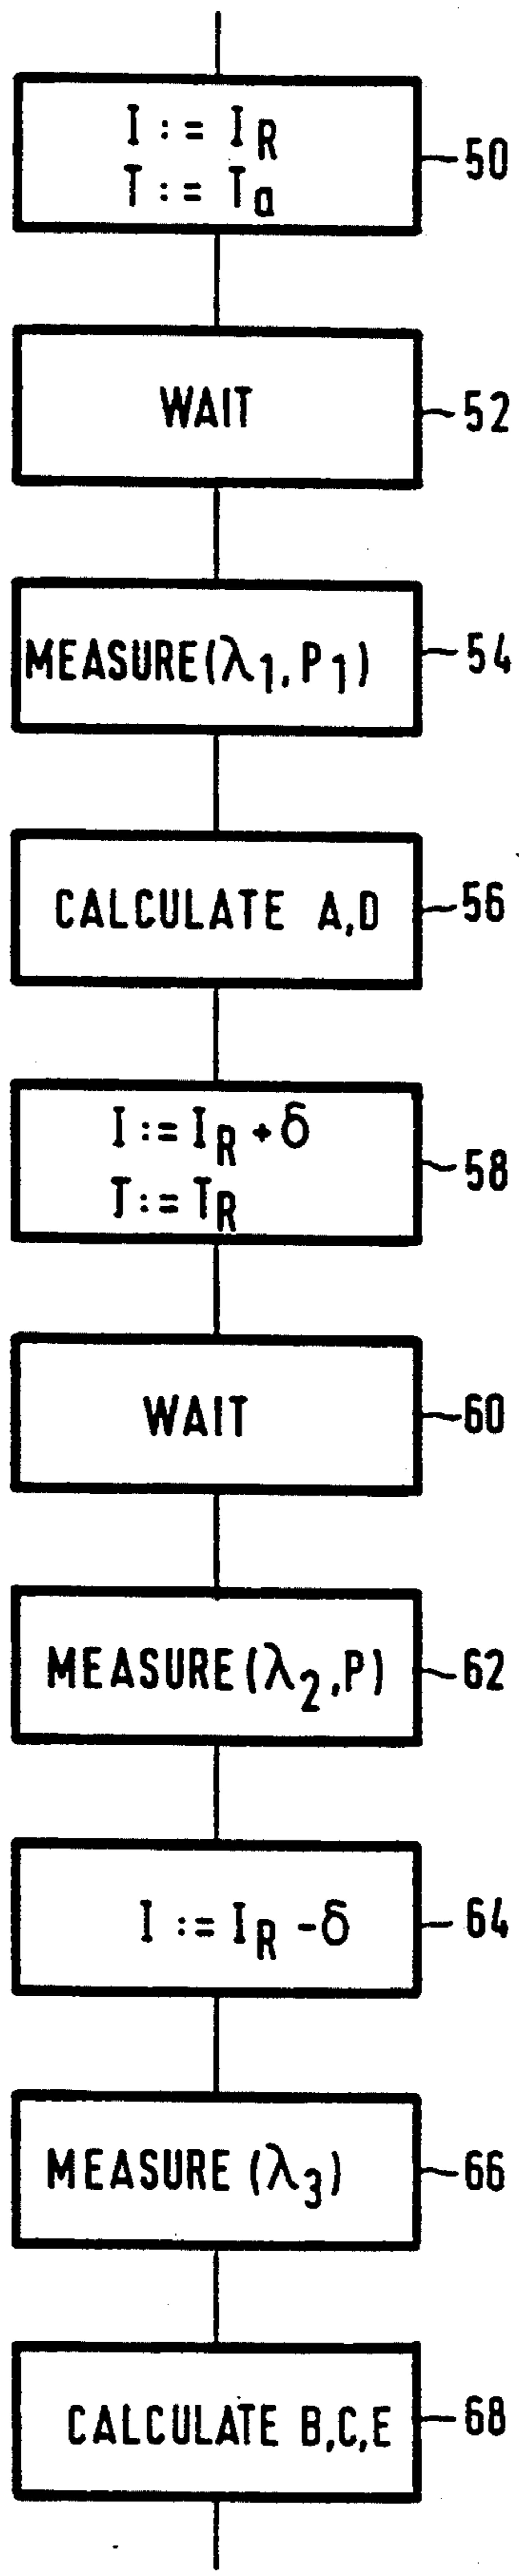 I := I_R
T := T_a
50
WAIT
52
MEASURE(λ₁, P₁)
54
CALCULATE A,D
56
I := I_R + δ
T := T_R
58
WAIT
60
MEASURE(λ₂,P)
62
I := I_R - δ
64
MEASURE (λ₃)
66
CALCULATE B,C,E
68